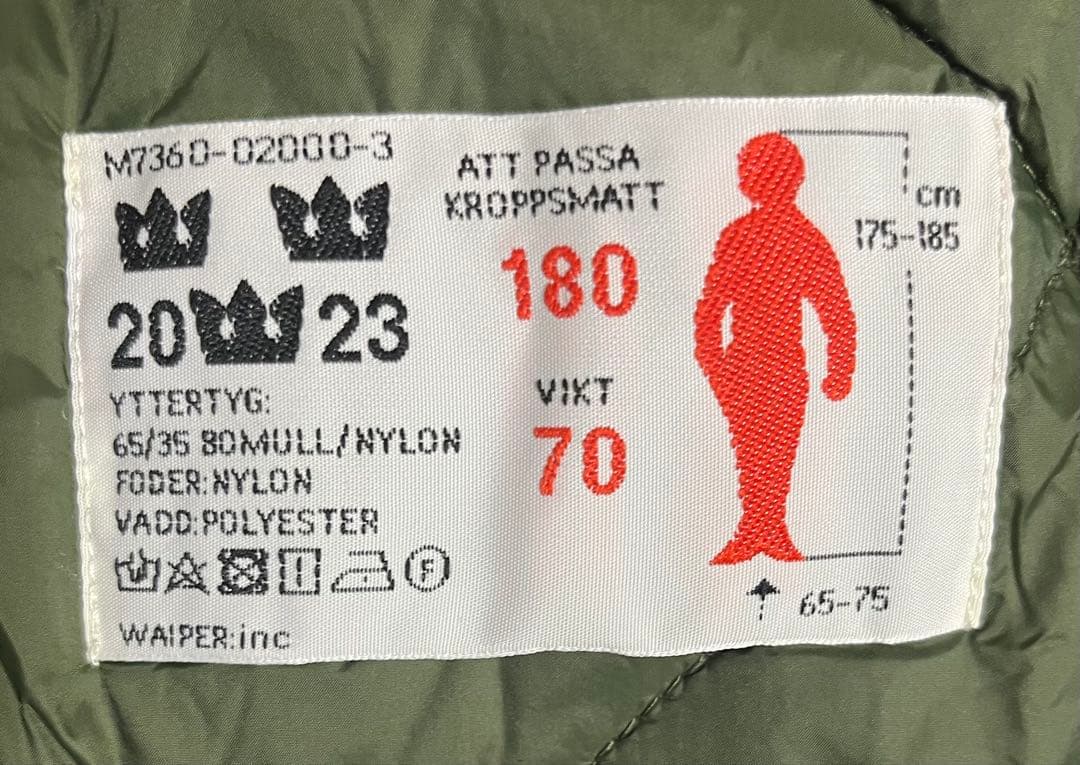 M7360-02000-3
20 23
YTTERTYG:
65/35 BOMULL/NYLON
FODER:NYLON
VADD:POLYESTER
F
WAIPER:inc
ATT PASSA
KROPPSMATT
180
VIKT
70
cm
175-185
65-75